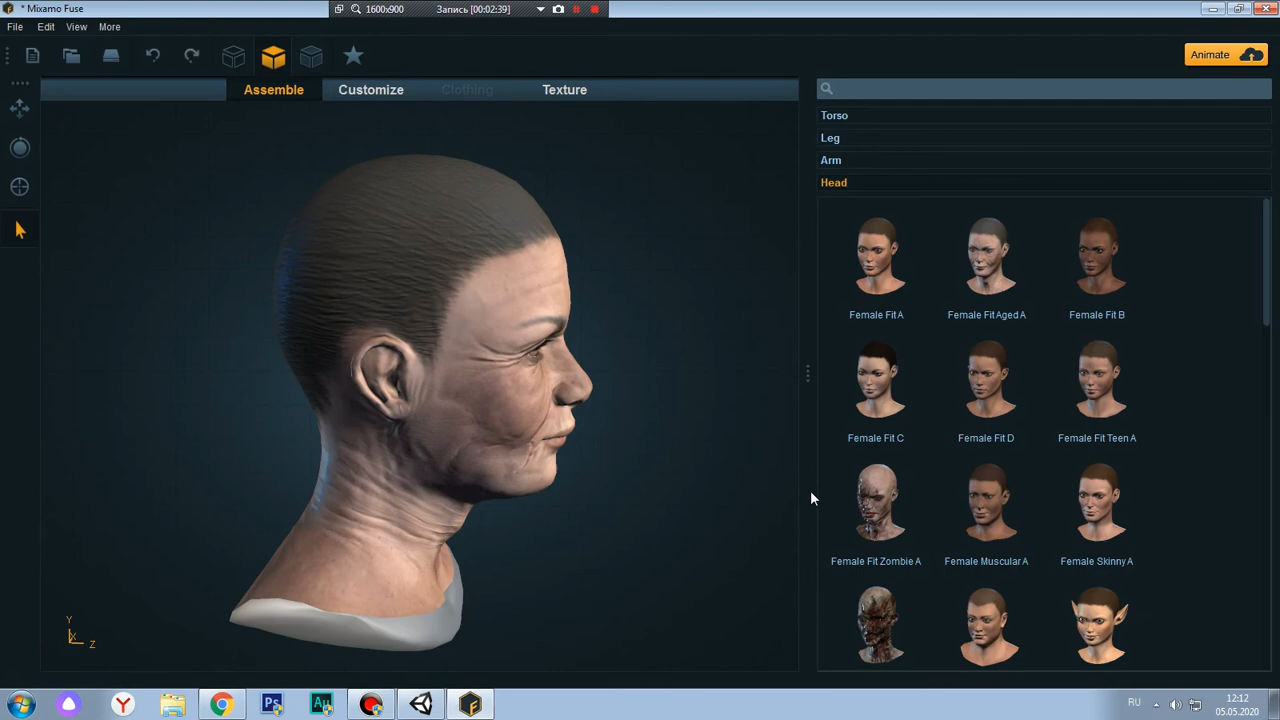 * Mixamo Fuse
1600x900
Запись [00:02:39]
File Edit View More
Animate
Assemble Customize Clothing Texture
Torso
Leg
Arm
Head
Female Fit A Female Fit Aged A Female Fit B
Female Fit C Female Fit D Female Fit Teen A
Female Fit Zombie A Female Muscular A Female Skinny A
Y
X
Z
Ps Au
RU
12:12
05.05.2020